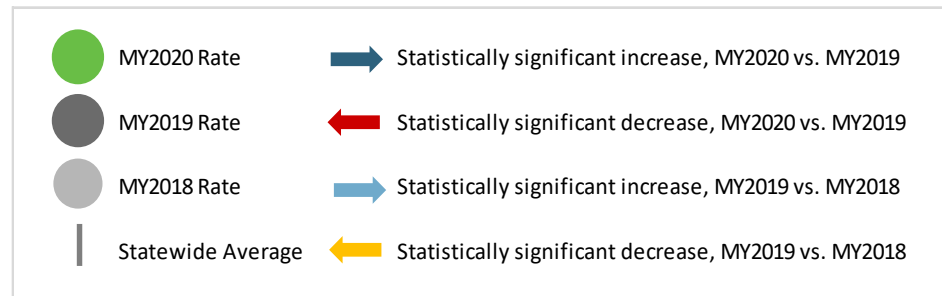 MY2020 Rate Statistically significant increase, MY2020 vs. MY2019
MY2019 Rate Statistically significant decrease, MY2020 vs. MY2019
MY2018 Rate Statistically significant increase, MY2019 vs. MY2018
Statewide Average Statistically significant decrease, MY2019 vs. MY2018